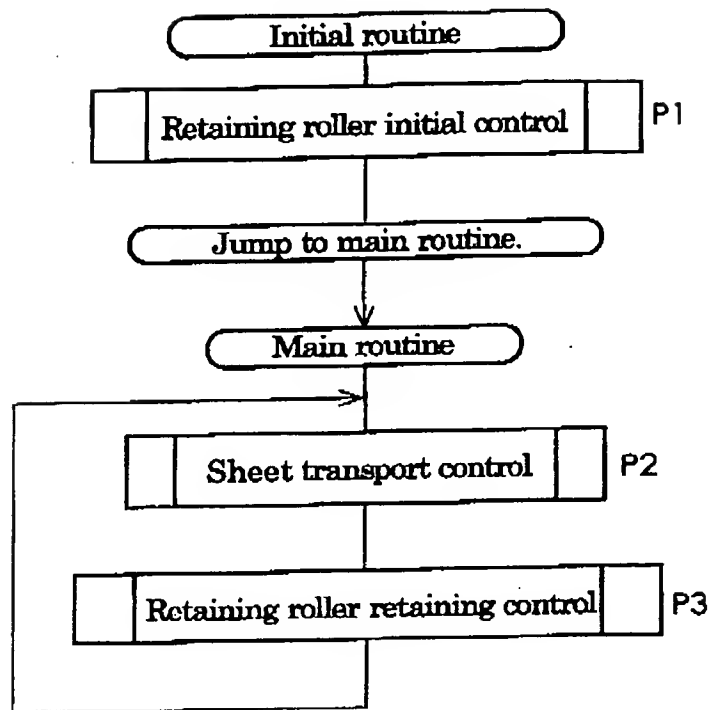 Initial routine
Retaining roller initial control
P1
Jump to main routine.
Main routine
Sheet transport control
P2
Retaining roller retaining control
P3